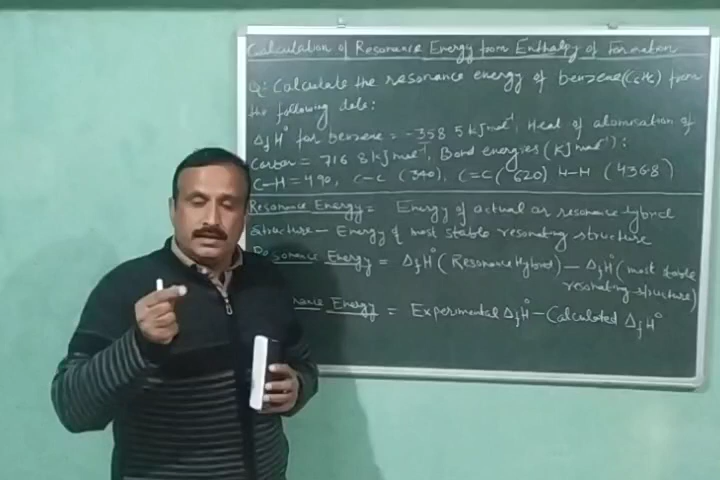 Calculation of Resonance Energy from Enthalpy of Formation
Q: Calculate the resonance energy of benzene (C6H6) from
the following data:
ΔfH° for benzene = -358 5 kJ mol⁻¹, Heat of atomisation of
Carbon = 716 8 kJ mol⁻¹, Bond energies (kJ mol⁻¹):
C-H = 490, C-C (340), C=C (620) H-H (436.8)
Resonance Energy = Energy of actual or resonance hybrid
structure - Energy of most stable resonating structure
Resonance Energy = ΔfH° (Resonance Hybrid) - ΔfH° (most stable
resonating structure)
nance Energy = Experimental ΔfH° - Calculated ΔfH°